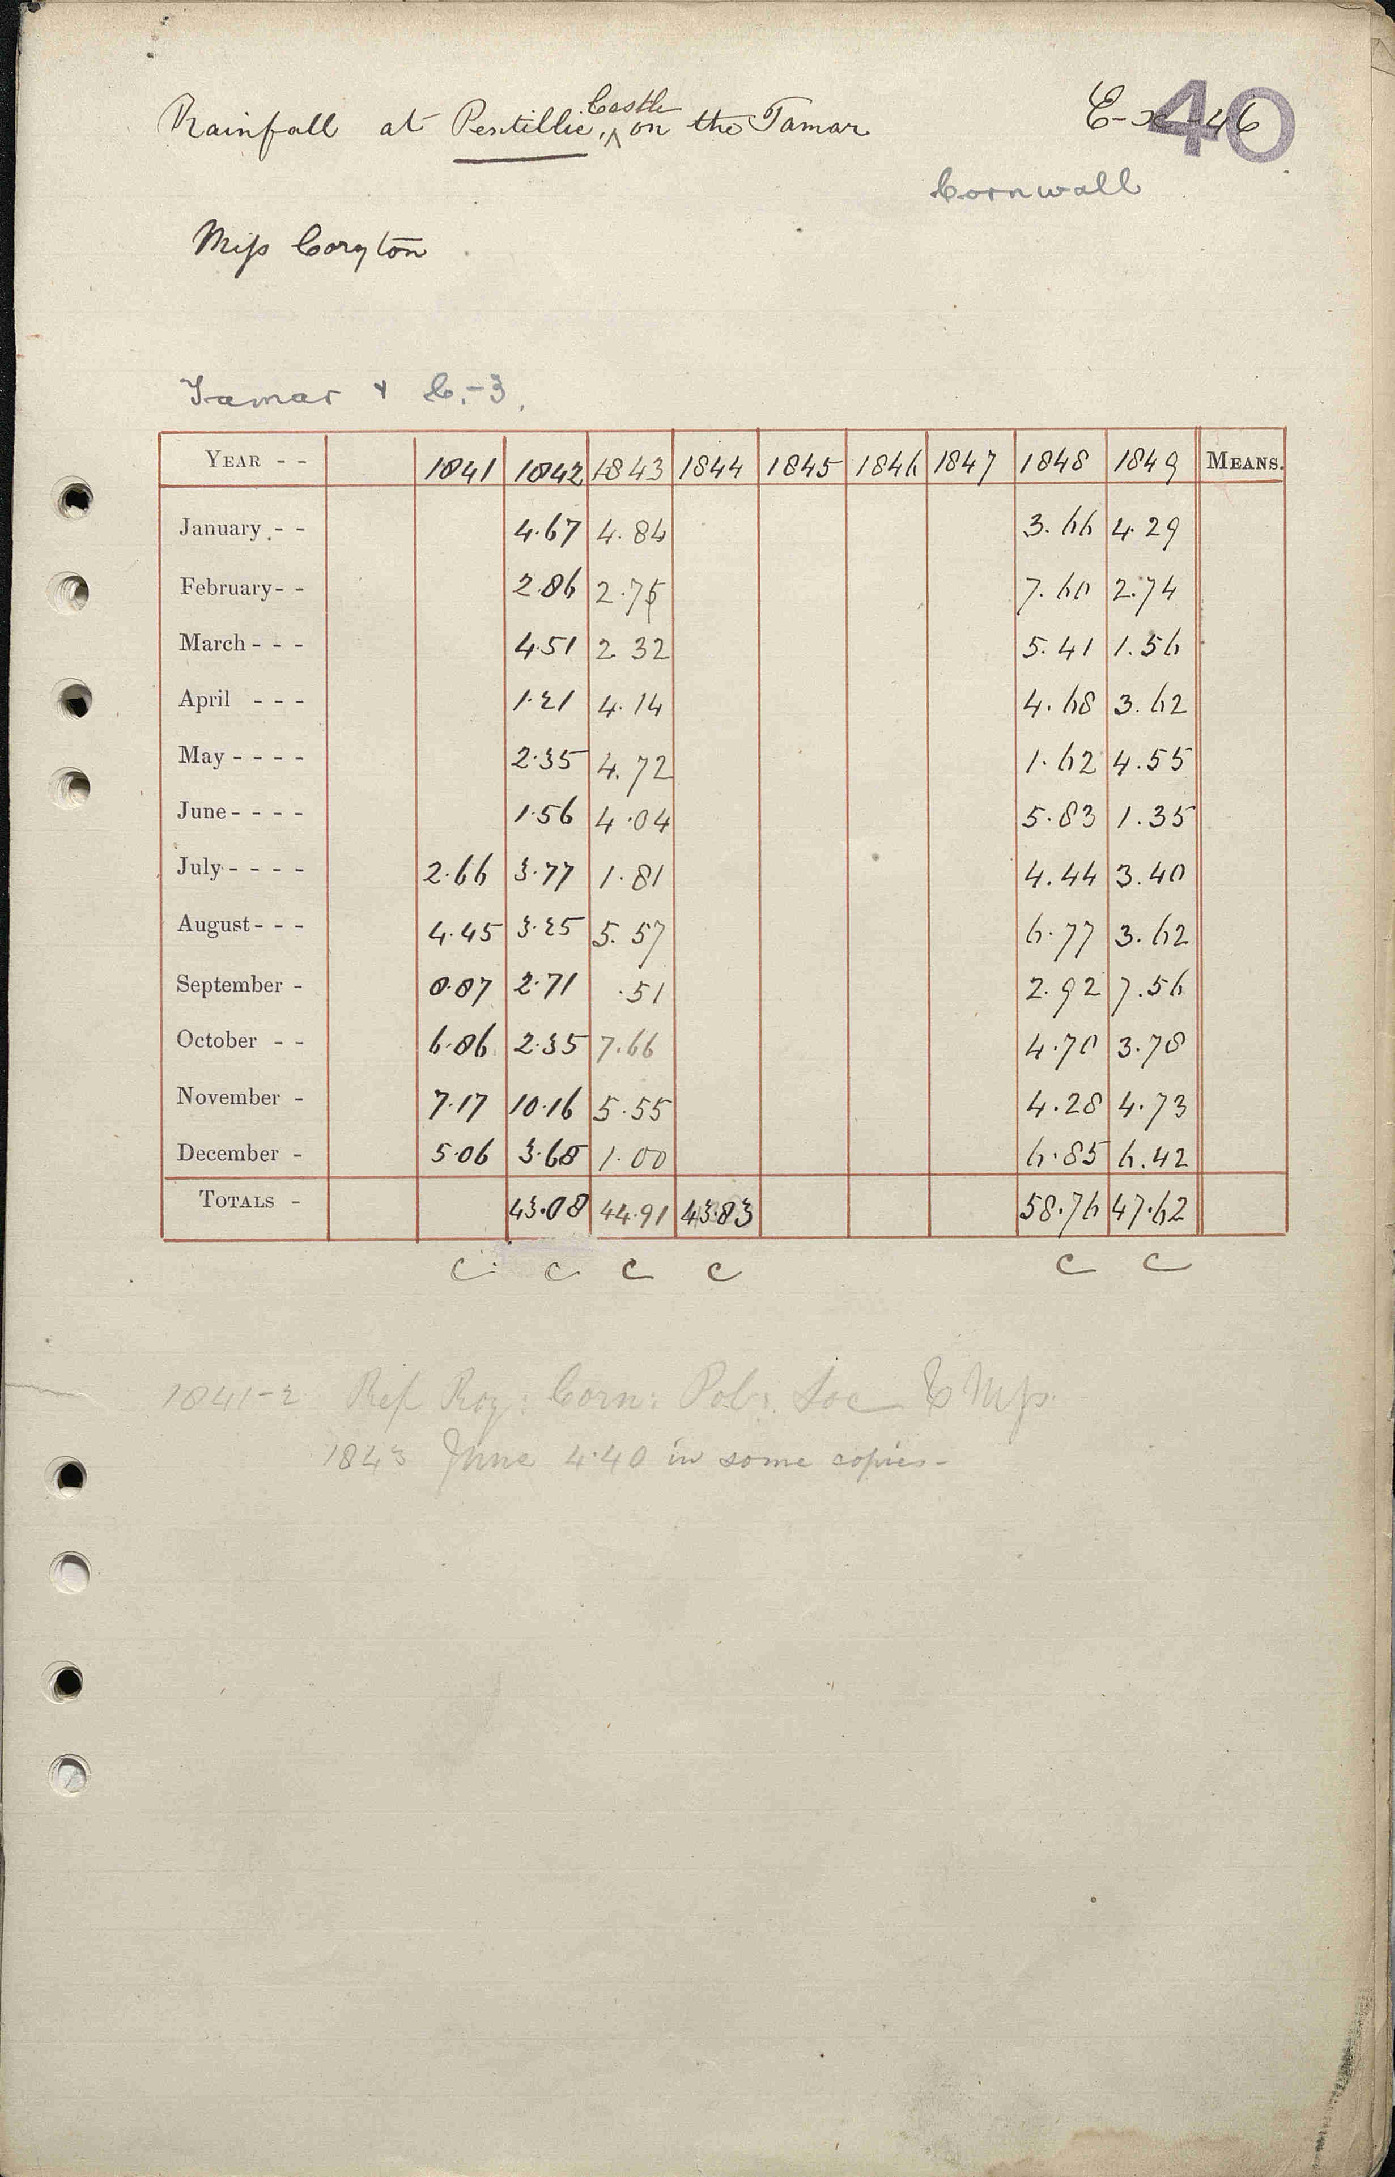 40
Rainfall at Pentillie Castle, on the Tamar
Cornwall
Miss Coryton
Tamar & C.-3.
YEAR - - 1841 1842 1843 1844 1845 1846 1847 1848 1849 MEANS.
January - - 4.67 4.84 3.66 4.29
February - - 2.86 2.75 7.60 2.74
March - - - 4.51 2.32 5.41 1.56
April - - - 1.21 4.14 4.68 3.62
May - - - - 2.35 4.72 1.62 4.55
June - - - - 1.56 4.04 5.83 1.35
July - - - - 2.66 3.77 1.81 4.44 3.40
August - - - 4.45 3.25 5.57 6.77 3.62
September - 8.87 2.71 .51 2.92 7.56
October - - 6.86 2.35 7.66 4.70 3.78
November - 7.17 10.16 5.55 4.28 4.73
December - 5.06 3.68 1.00 6.85 6.42
TOTALS - 43.08 44.91 43.83 58.76 47.62
C C C C C C
1841-2 Ref Roy: Corn: Pol: Soc
1843 June 4.40 in some copies -